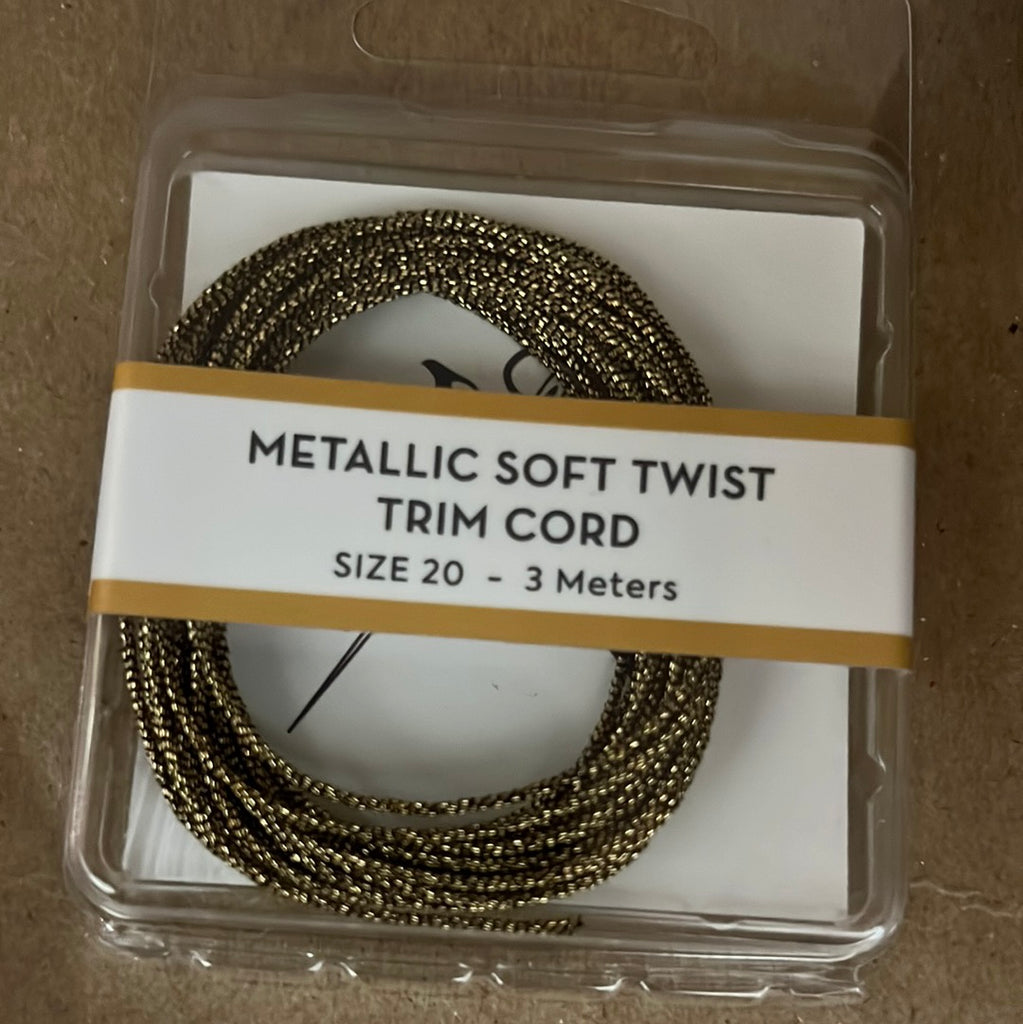 METALLIC SOFT TWIST
TRIM CORD
SIZE 20 - 3 Meters